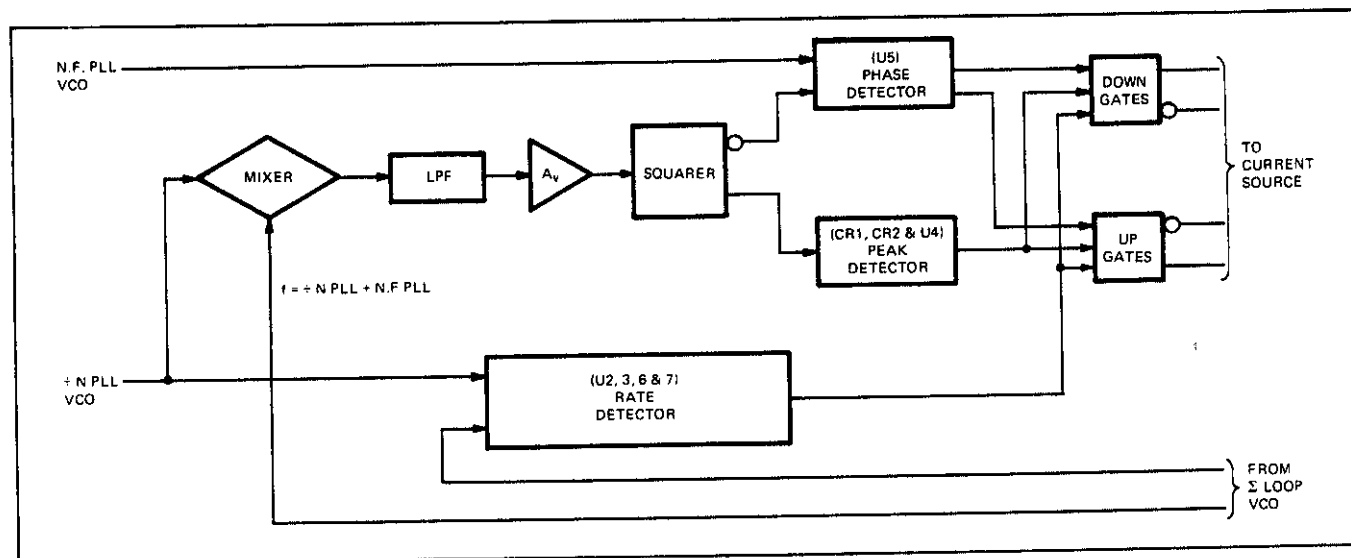 N.F. PLL
VCO
(U5)
PHASE
DETECTOR
DOWN
GATES
TO
CURRENT
SOURCE
MIXER
LPF
Av
SQUARER
(CR1, CR2 & U4)
PEAK
DETECTOR
UP
GATES
f = ÷ N PLL + N.F PLL
÷ N PLL
VCO
(U2, 3, 6 & 7)
RATE
DETECTOR
FROM
Σ LOOP
VCO